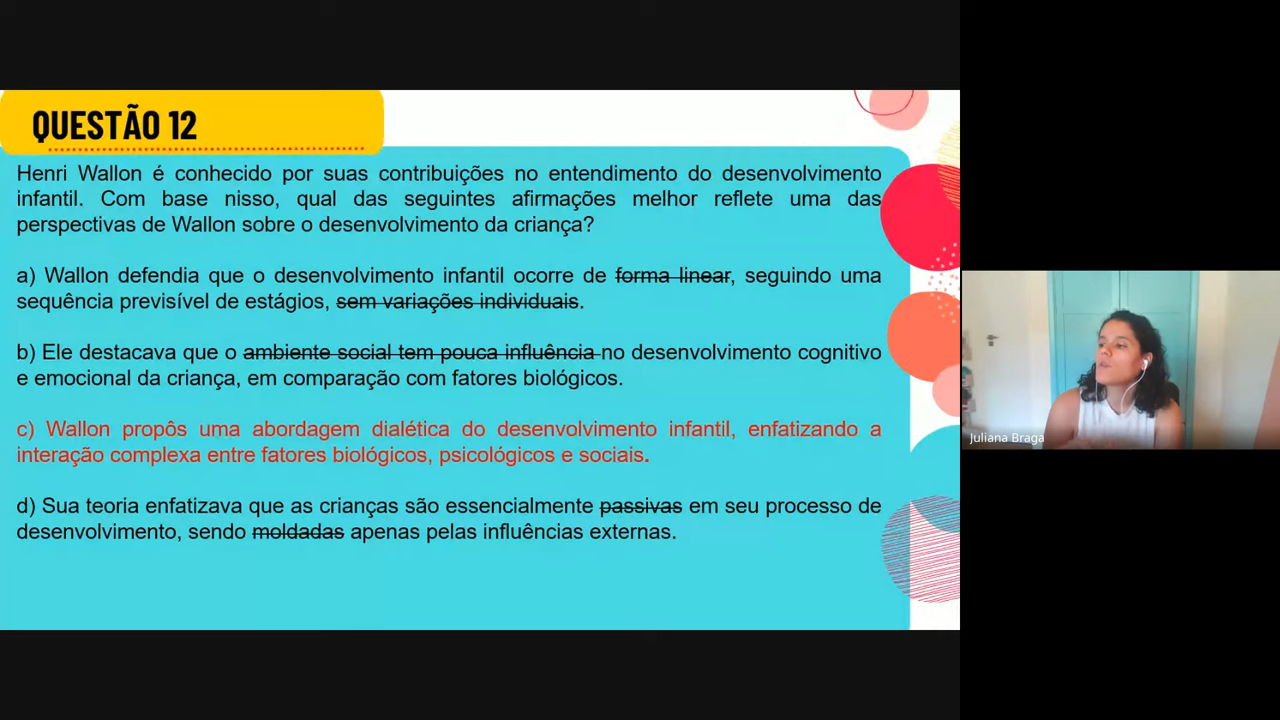 QUESTÃO 12
Henri Wallon é conhecido por suas contribuições no entendimento do desenvolvimento
infantil. Com base nisso, qual das seguintes afirmações melhor reflete uma das
perspectivas de Wallon sobre o desenvolvimento da criança?
a) Wallon defendia que o desenvolvimento infantil ocorre de forma linear, seguindo uma
sequência previsível de estágios, sem variações individuais.
b) Ele destacava que o ambiente social tem pouca influência no desenvolvimento cognitivo
e emocional da criança, em comparação com fatores biológicos.
c) Wallon propôs uma abordagem dialética do desenvolvimento infantil, enfatizando a
interação complexa entre fatores biológicos, psicológicos e sociais.
d) Sua teoria enfatizava que as crianças são essencialmente passivas em seu processo de
desenvolvimento, sendo moldadas apenas pelas influências externas.
Juliana Braga